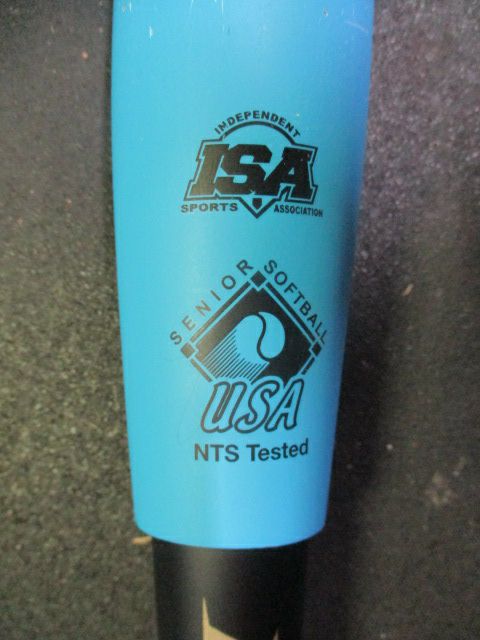 INDEPENDENT
ISA
SPORTS ASSOCIATION
SENIOR SOFTBALL
USA
NTS Tested